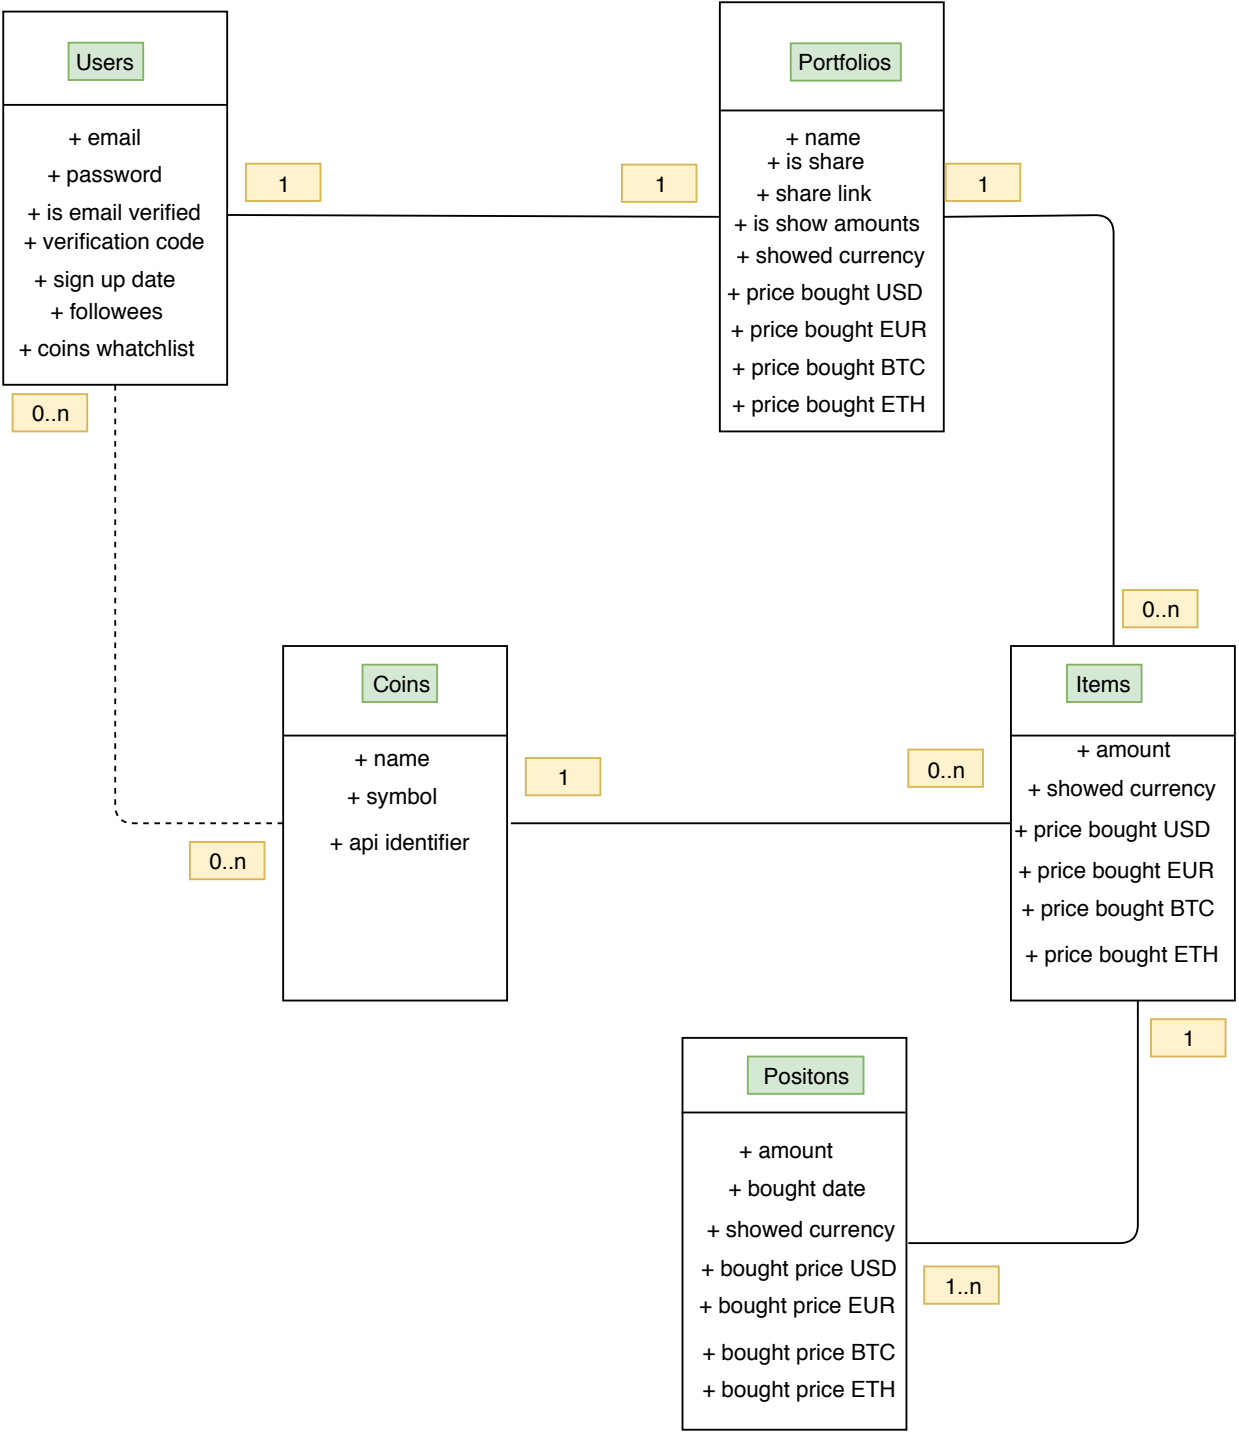 Users
+ email
+ password
+ is email verified
+ verification code
+ sign up date
+ followees
+ coins whatchlist
1
1
Portfolios
+ name
+ is share
+ share link
+ is show amounts
+ showed currency
+ price bought USD
+ price bought EUR
+ price bought BTC
+ price bought ETH
1
0..n
0..n
Coins
+ name
+ symbol
+ api identifier
0..n
1
0..n
Items
+ amount
+ showed currency
+ price bought USD
+ price bought EUR
+ price bought BTC
+ price bought ETH
1
Positons
+ amount
+ bought date
+ showed currency
+ bought price USD
+ bought price EUR
+ bought price BTC
+ bought price ETH
1..n